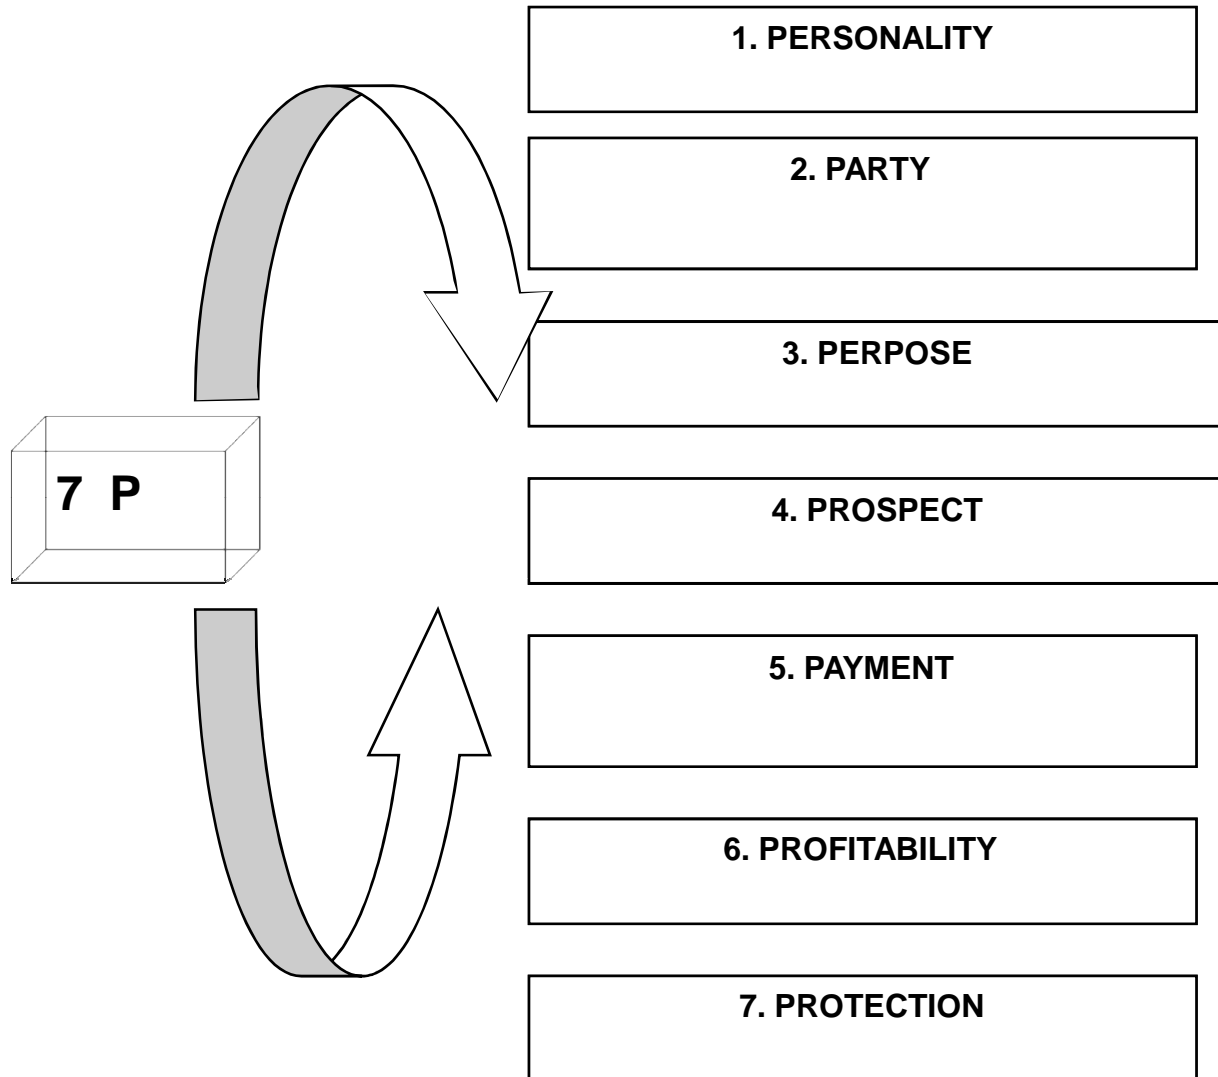 1. PERSONALITY
2. PARTY
3. PERPOSE
7 P
4. PROSPECT
5. PAYMENT
6. PROFITABILITY
7. PROTECTION